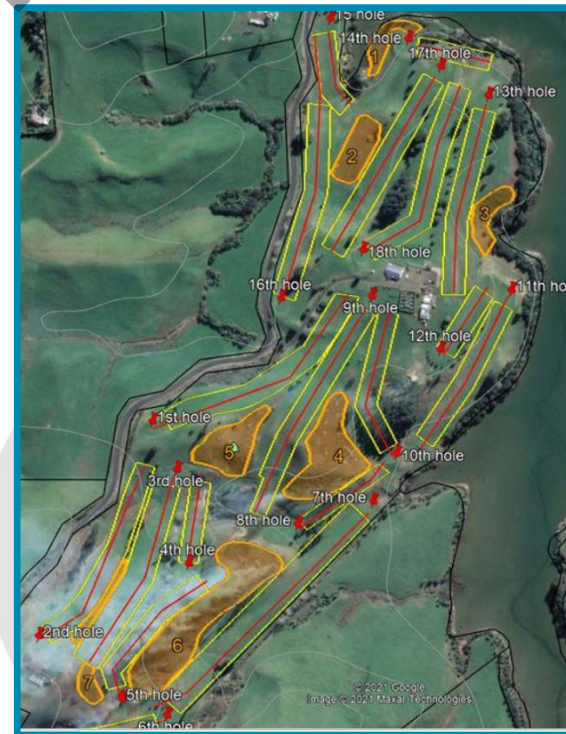 15 hole
14th hole
1
17th hole
13th hole
2
3
18th hole
16th hole
11th ho
9th hole
12th hole
1st hole
5
4
10th hole
3rd hole
7th hole
8th hole
4th hole
2nd hole
6
7
5th hole
6th hole
© 2021 Google
Image © 2021 Maxar Technologies